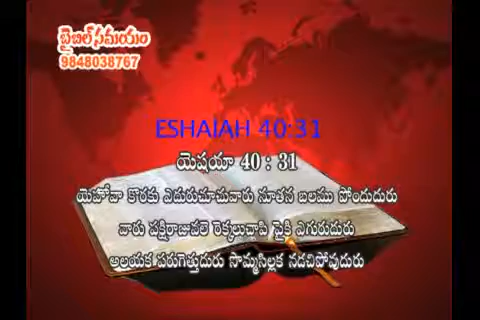 బైబిల్ సమయం
9848038767
ESHAIAH 40:31
యెషయా 40 : 31
యెహోవా కొరకు ఎదురుచూచువారు నూతన బలము పోందుదురు
వారు పక్షిరాజువలె రెక్కలుచాపి పైకి ఎగురుదురు
అలయక పరుగెత్తుదురు సొమ్మసిల్లక నడచిపోవుదురు